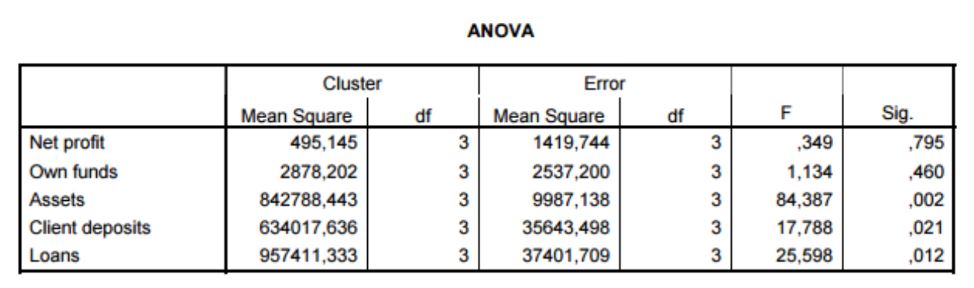 ANOVA
Cluster Error
Mean Square df Mean Square df F Sig.
Net profit 495,145 3 1419,744 3 ,349 ,795
Own funds 2878,202 3 2537,200 3 1,134 ,460
Assets 842788,443 3 9987,138 3 84,387 ,002
Client deposits 634017,636 3 35643,498 3 17,788 ,021
Loans 957411,333 3 37401,709 3 25,598 ,012